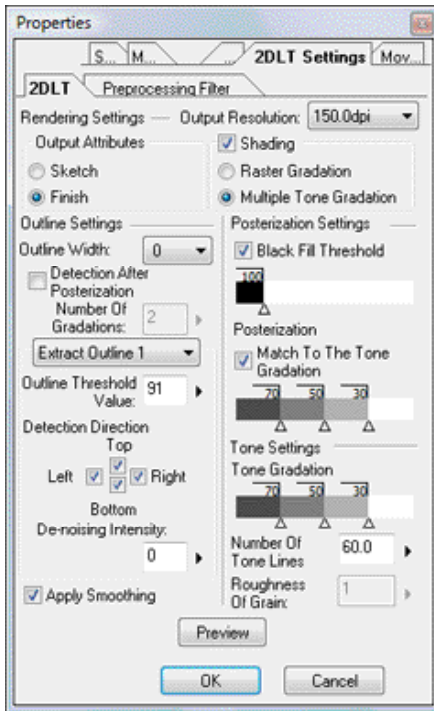 Properties
S... M... ... 2DLT Settings Mov...
2DLT Preprocessing Filter
Rendering Settings Output Resolution: 150.0dpi
Output Attributes
Sketch
Finish
Shading
Raster Gradation
Multiple Tone Gradation
Outline Settings
Outline Width: 0
Detection After
Posterization
Number Of
Gradations: 2
Extract Outline 1
Outline Threshold
Value: 91
Detection Direction
Top
Left Right
Bottom
De-noising Intensity:
0
Apply Smoothing
Posterization Settings
Black Fill Threshold
100
Posterization
Match To The Tone
Gradation
70 50 30
Tone Settings
Tone Gradation
70 50 30
Number Of
Tone Lines 60.0
Roughness
Of Grain: 1
Preview
OK Cancel